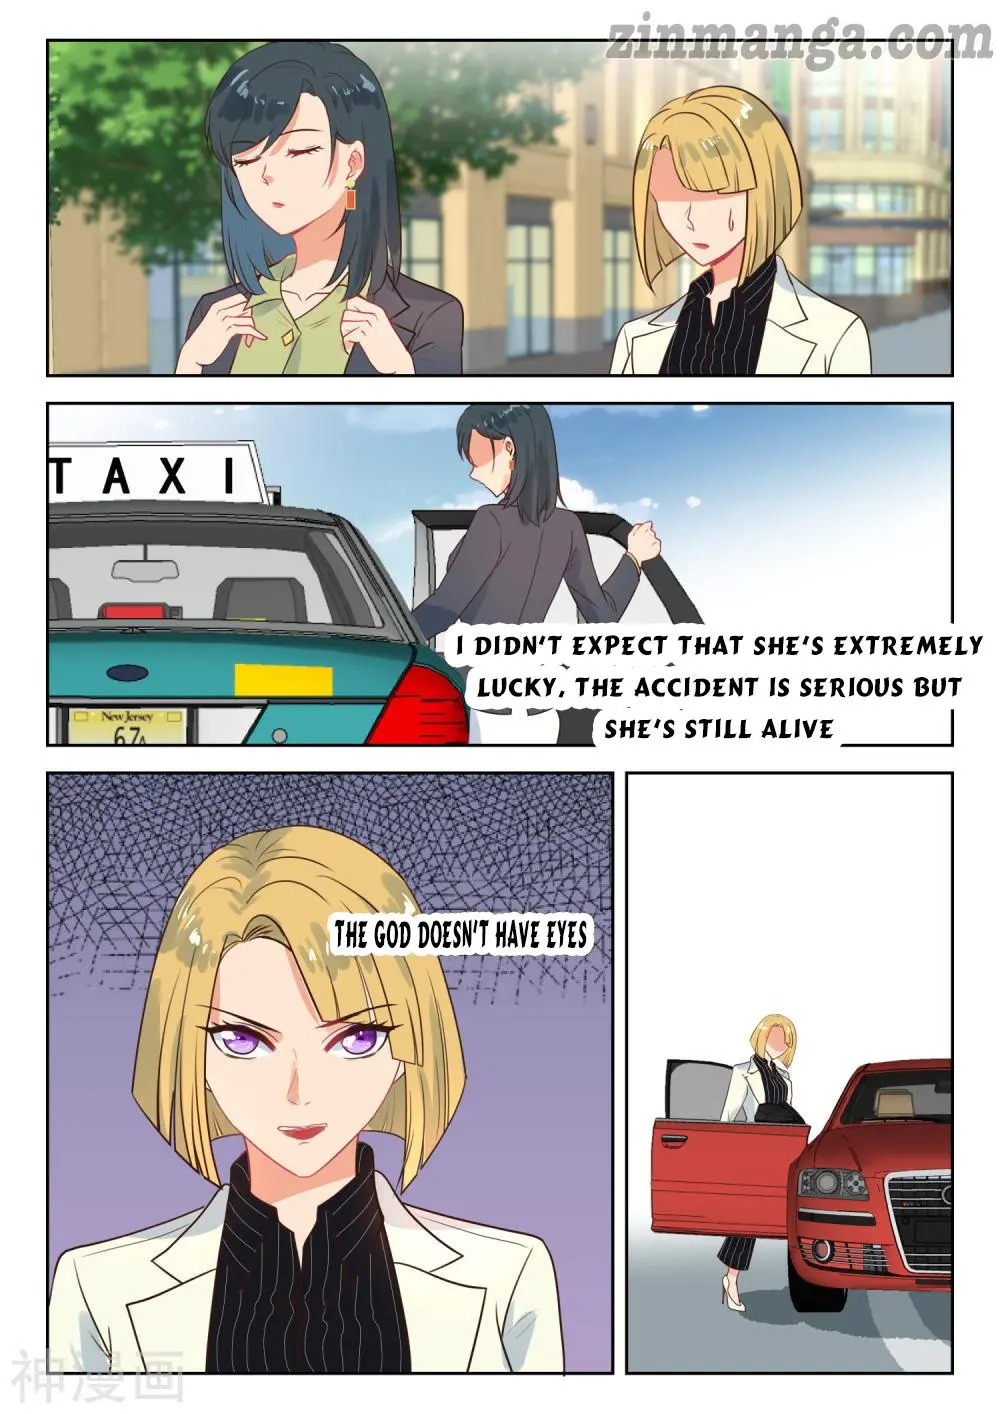 zinmanga.com
TAXI
I DIDN'T EXPECT THAT SHE'S EXTREMELY
LUCKY, THE ACCIDENT IS SERIOUS BUT
SHE'S STILL ALIVE
New Jersey
67A
THE GOD DOESN'T HAVE EYES
神漫画